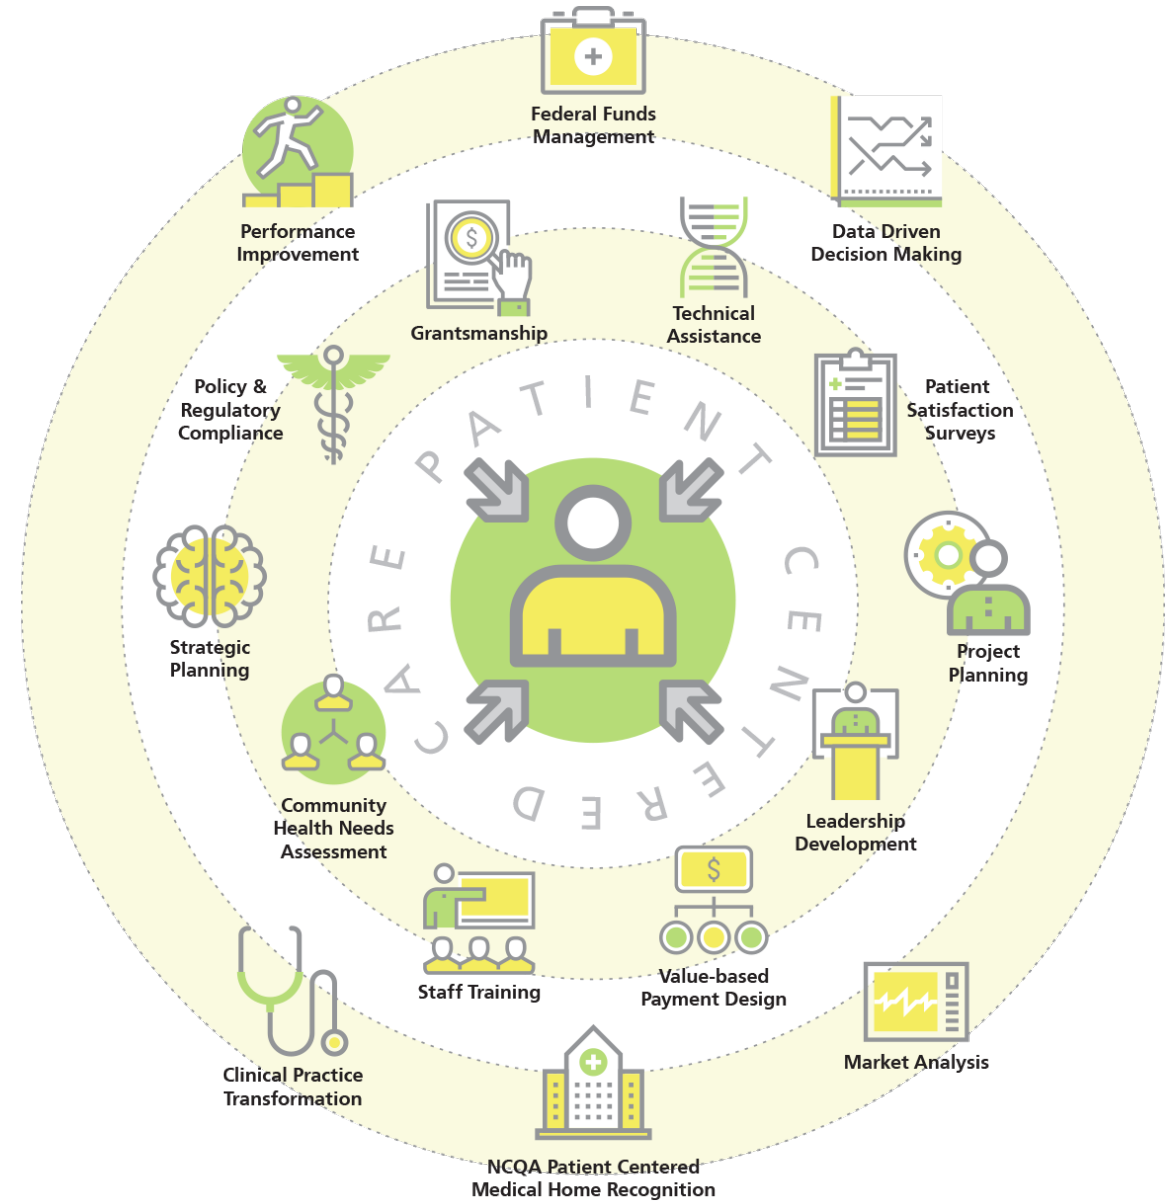 Federal Funds
Management
Performance
Improvement
Data Driven
Decision Making
Grantsmanship
Technical
Assistance
Policy &
Regulatory
Compliance
Patient
Satisfaction
Surveys
PATIENT CENTERED CARE
$
Strategic
Planning
Project
Planning
Community
Health Needs
Assessment
Leadership
Development
$
Staff Training
Value-based
Payment Design
Clinical Practice
Transformation
Market Analysis
NCQA Patient Centered
Medical Home Recognition